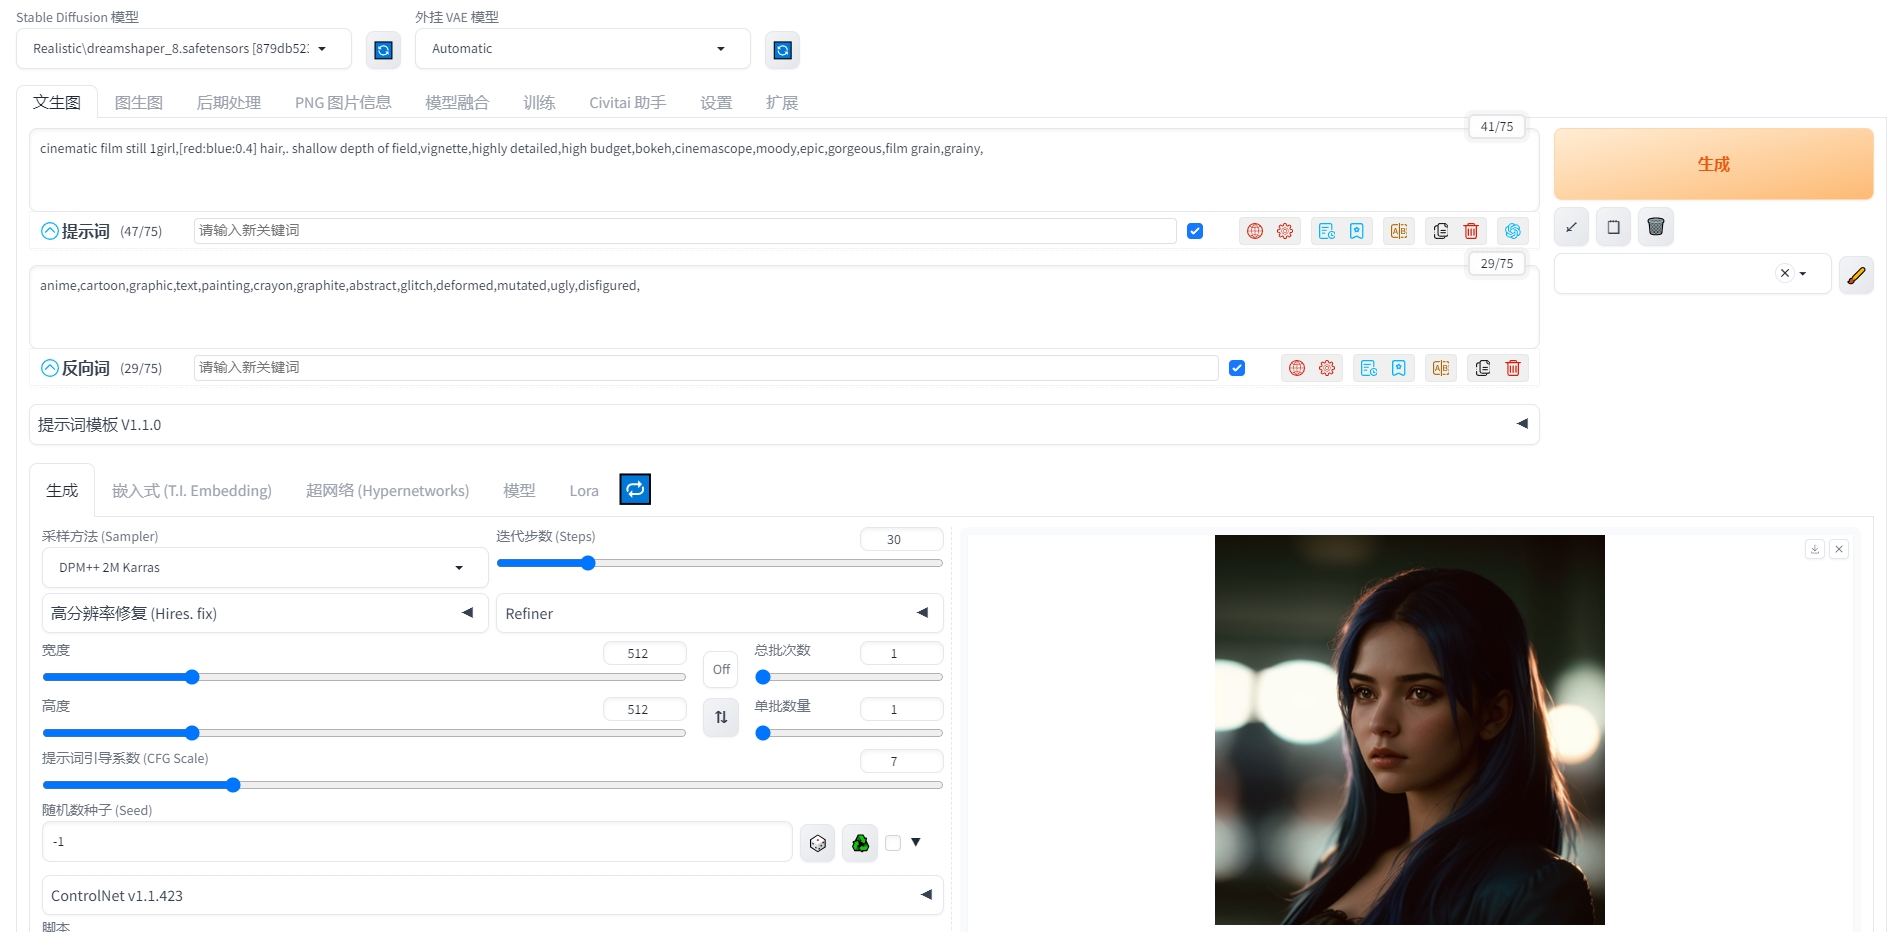 Stable Diffusion 模型
外挂 VAE 模型
Realistic\dreamshaper_8.safetensors [879db52
Automatic
文生图 图生图 后期处理 PNG 图片信息 模型融合 训练 Civitai 助手 设置 扩展
41/75
cinematic film still 1girl,[red:blue:0.4] hair,. shallow depth of field,vignette,highly detailed,high budget,bokeh,cinemascope,moody,epic,gorgeous,film grain,grainy,
生成
提示词 (47/75) 请输入新关键词
29/75
anime,cartoon,graphic,text,painting,crayon,graphite,abstract,glitch,deformed,mutated,ugly,disfigured,
反向词 (29/75) 请输入新关键词
提示词模板 V1.1.0
生成 嵌入式 (T.I. Embedding) 超网络 (Hypernetworks) 模型 Lora
采样方法 (Sampler)
迭代步数 (Steps) 30
DPM++ 2M Karras
高分辨率修复 (Hires. fix)
Refiner
宽度 512
Off
总批次数 1
高度 512
单批数量 1
提示词引导系数 (CFG Scale) 7
随机数种子 (Seed)
-1
ControlNet v1.1.423
脚本